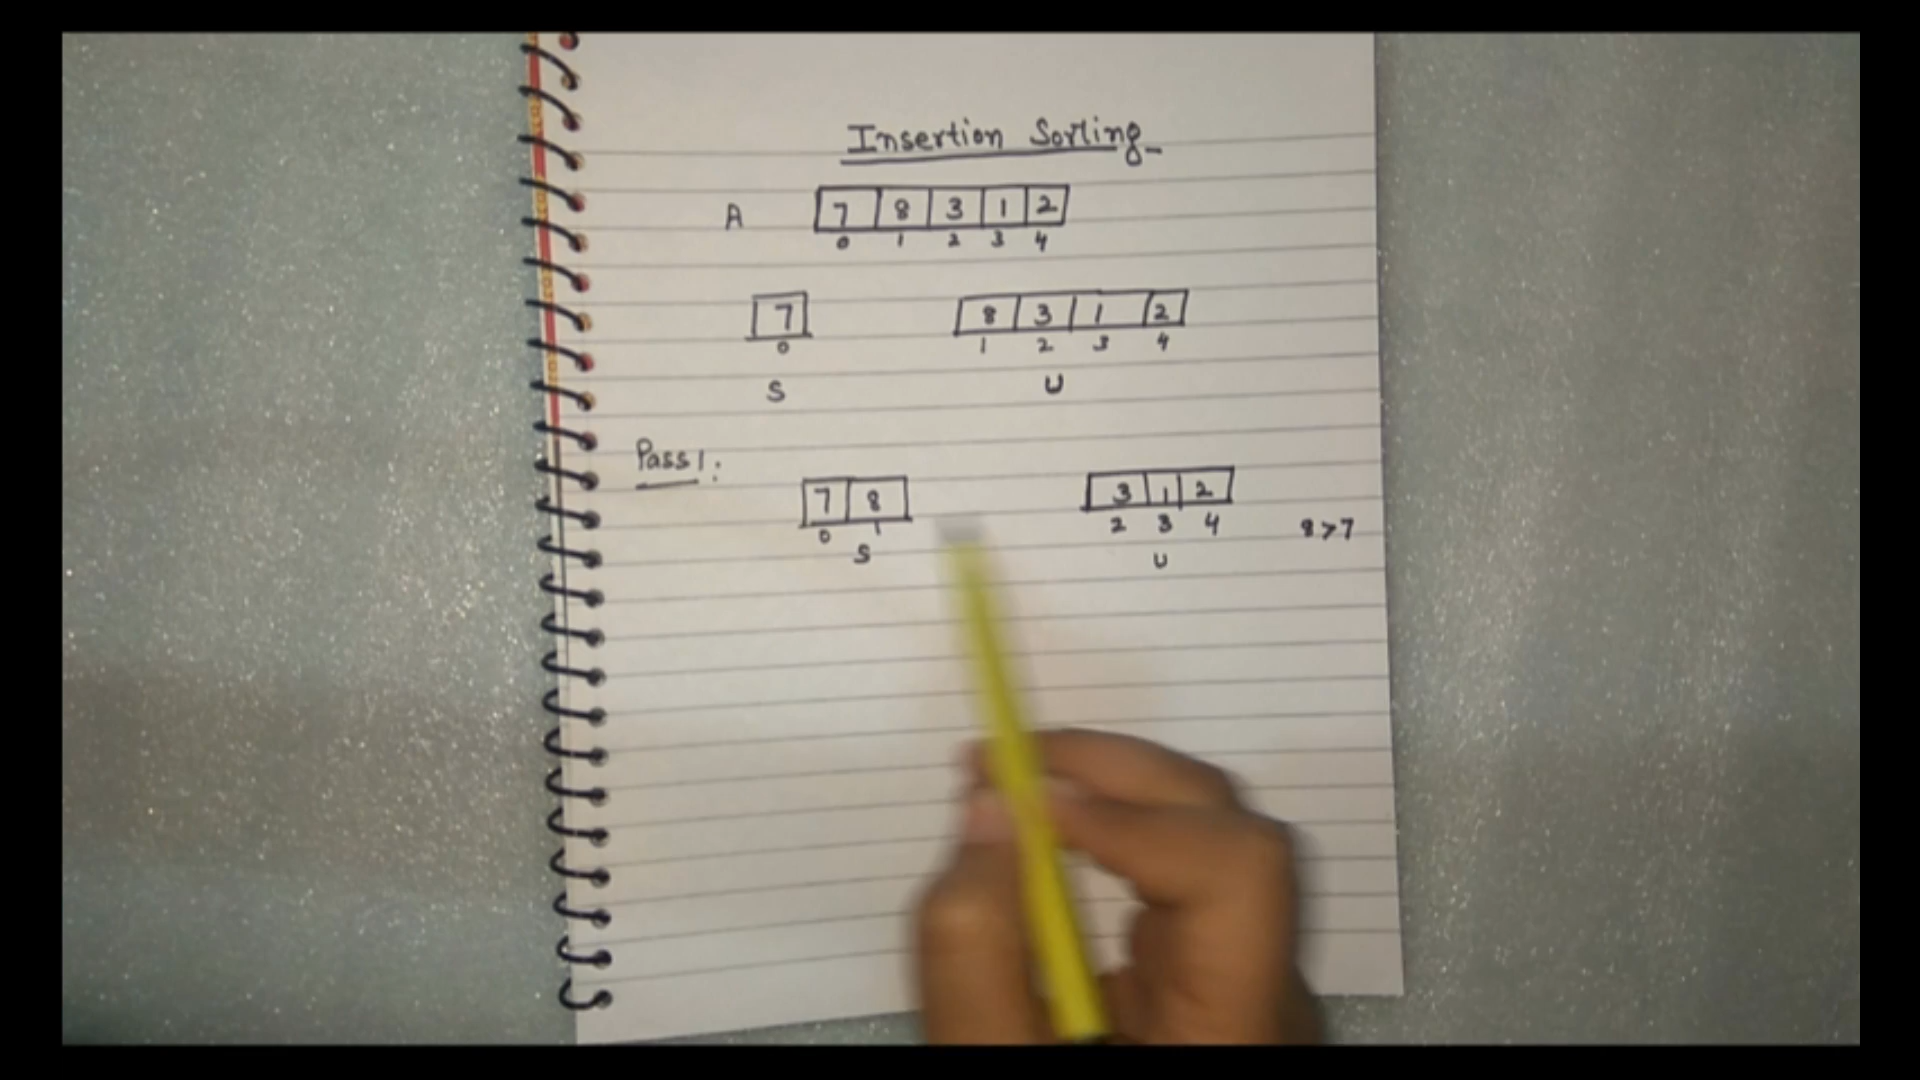 Insertion Sorting
A 7 8 3 1 2
0 1 2 3 4
7 8 3 1 2
0 1 2 3 4
S U
Pass 1:
7 8 3 1 2
0 1 2 3 4 8>7
S U